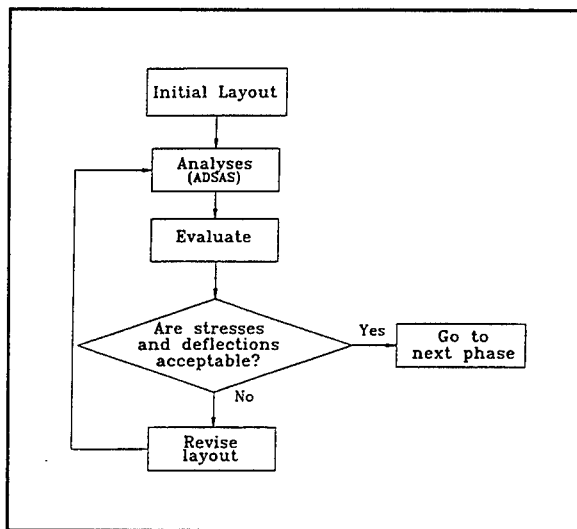 Initial Layout
Analyses
(ADSAS)
Evaluate
Are stresses
and deflections
acceptable?
Yes
Go to
next phase
No
Revise
layout